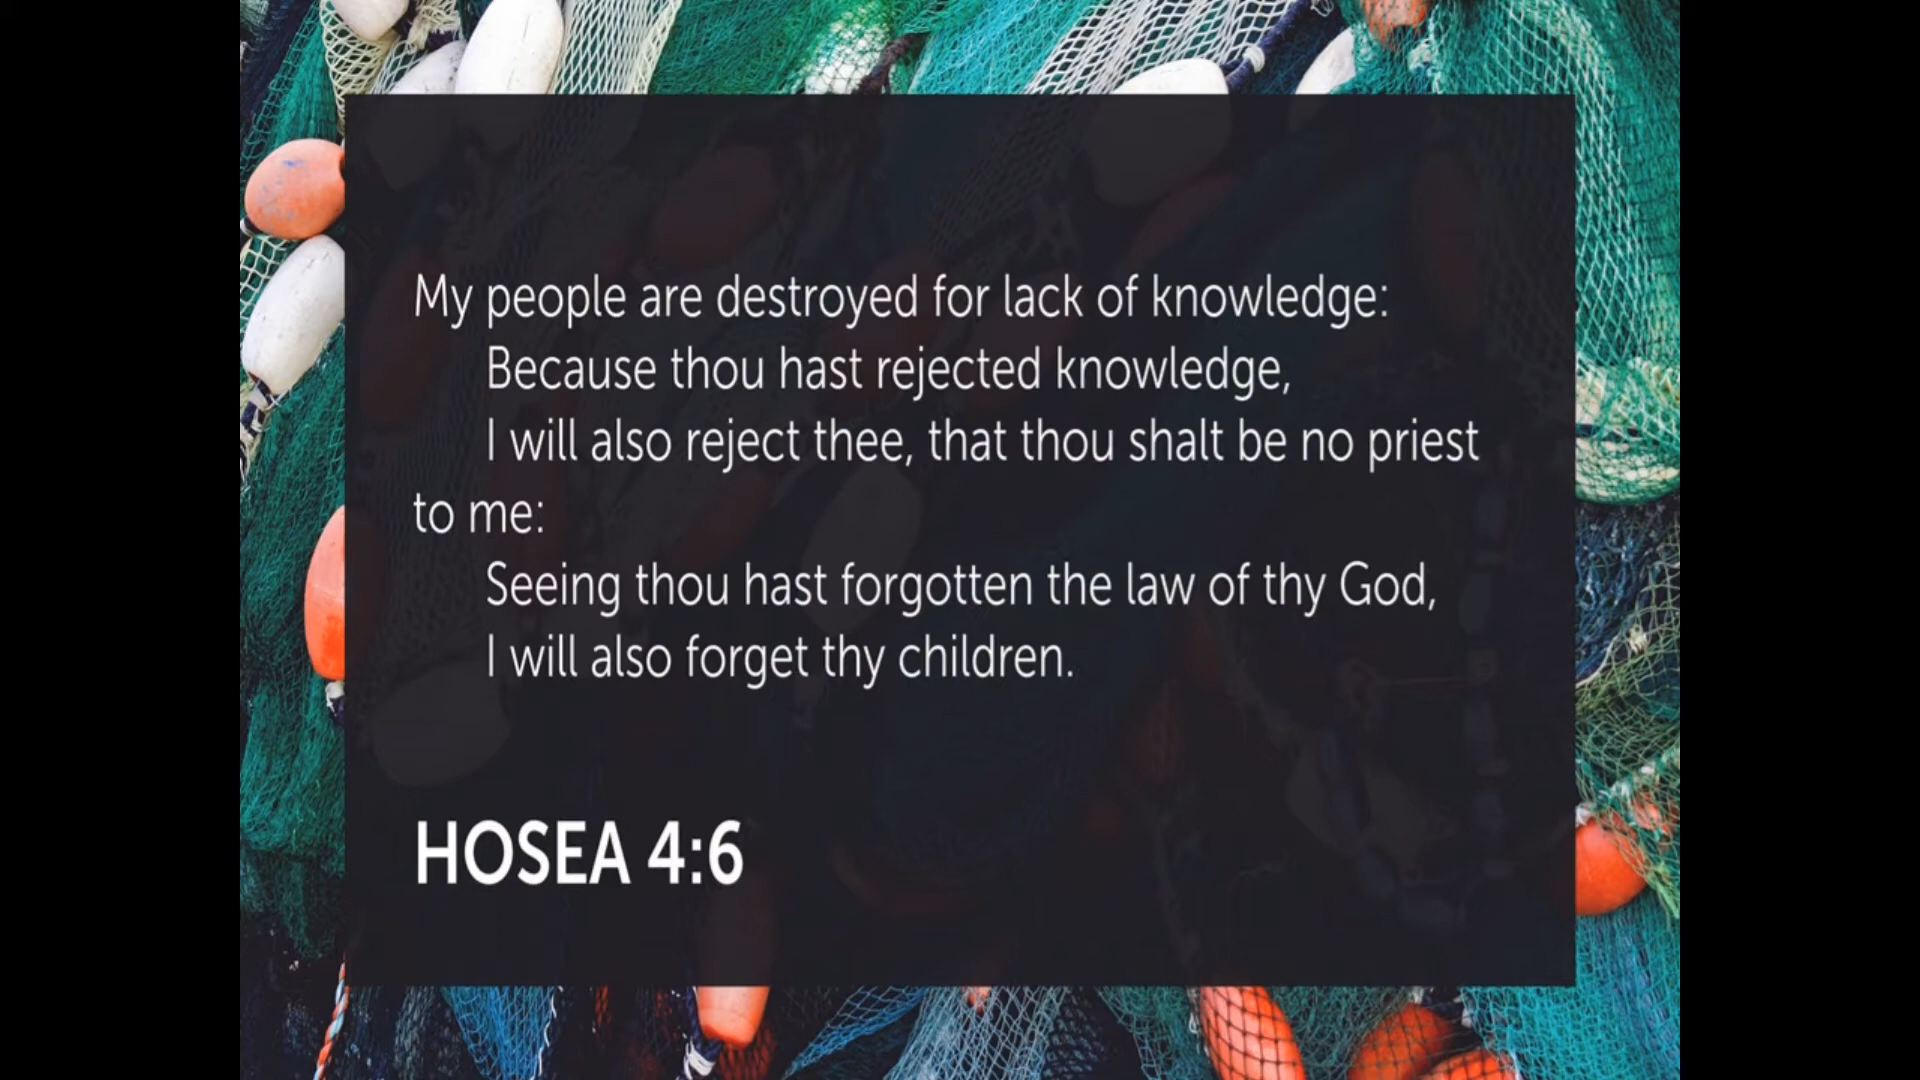 My people are destroyed for lack of knowledge:
Because thou hast rejected knowledge,
I will also reject thee, that thou shalt be no priest
to me:
Seeing thou hast forgotten the law of thy God,
I will also forget thy children.
HOSEA 4:6